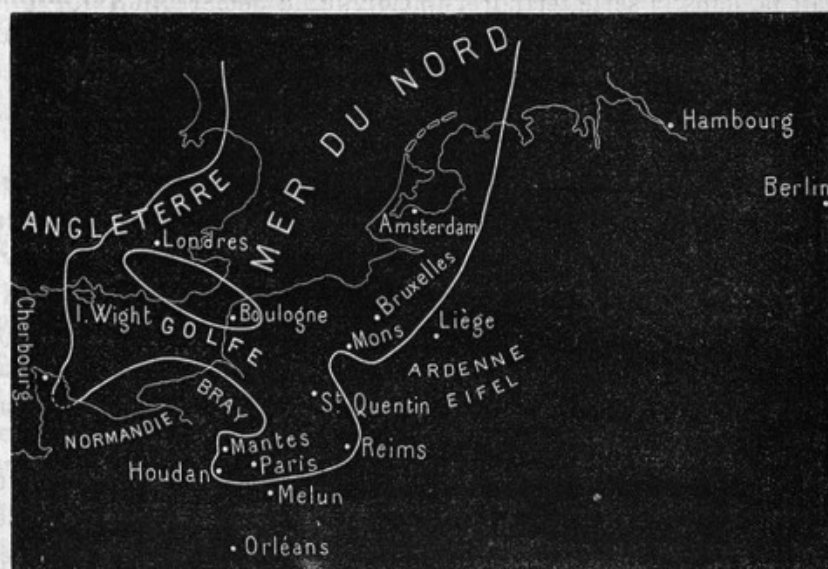 MER DU NORD
Hambourg
Berlin
ANGLETERRE
Amsterdam
Londres
Bruxelles
Cherbourg
I. Wight
GOLFE
Boulogne
Mons
Liège
ARDENNE
EIFEL
BRAY
St Quentin
NORMANDIE
Mantes
Reims
Houdan
Paris
Melun
Orléans